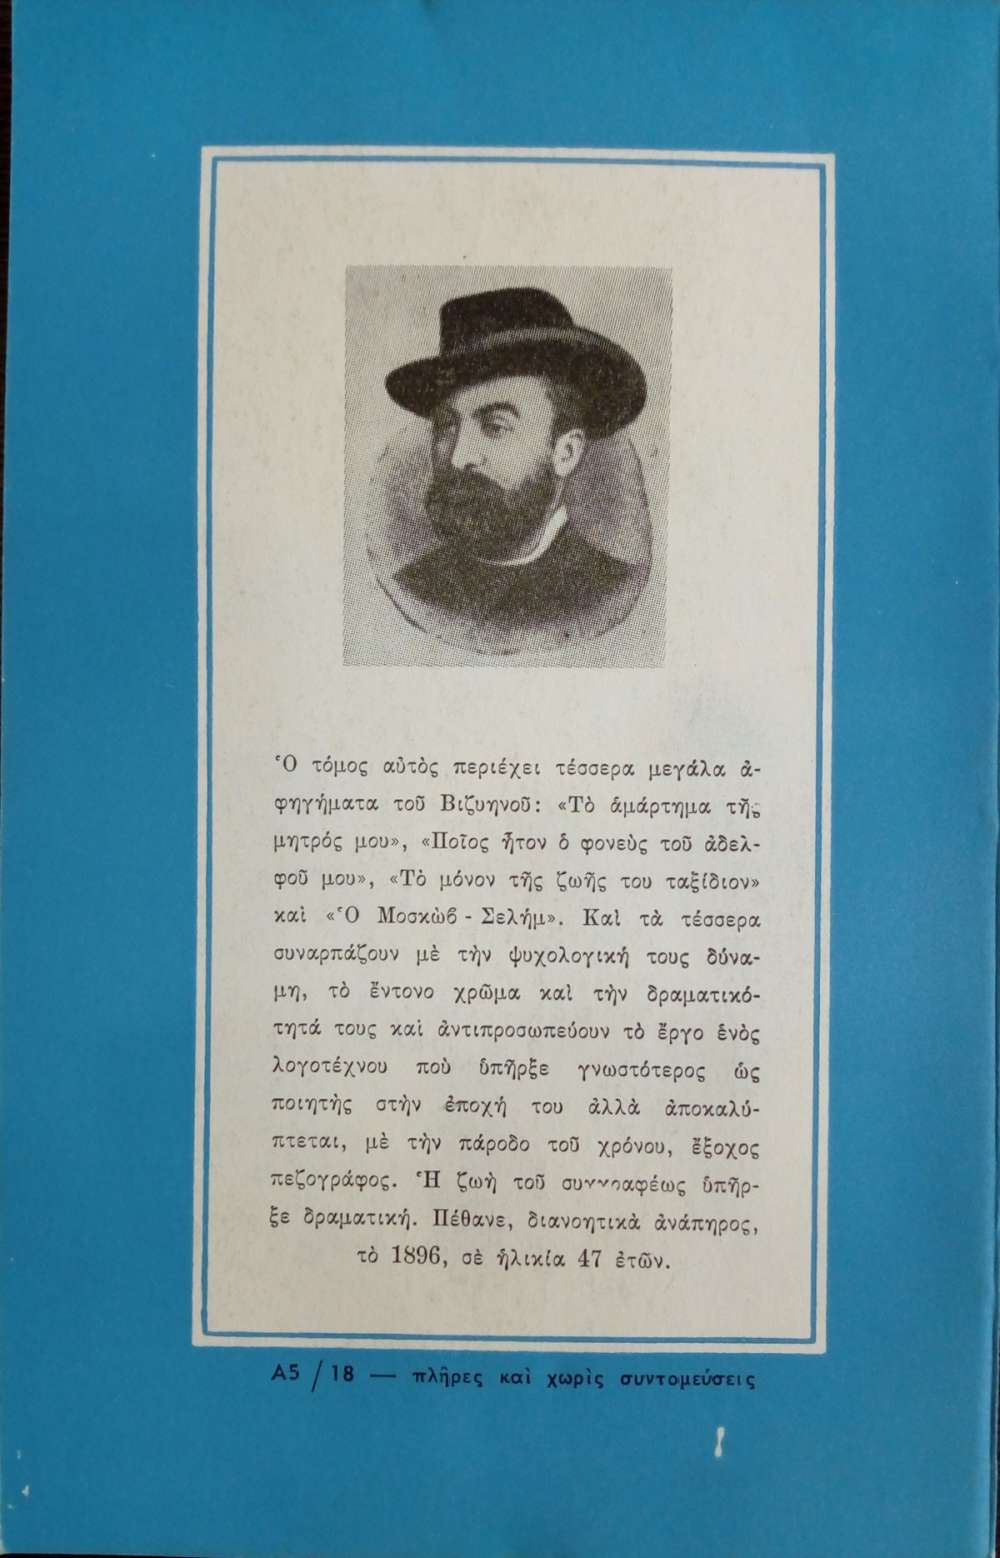 Ὁ τόμος αὐτὸς περιέχει τέσσερα μεγάλα ἀ-
φηγήματα τοῦ Βιζυηνοῦ: «Τὸ ἁμάρτημα τῆς
μητρός μου», «Ποῖος ἦτον ὁ φονεὺς τοῦ ἀδελ-
φοῦ μου», «Τὸ μόνον τῆς ζωῆς του ταξίδιον»
καὶ «Ὁ Μοσκὼβ - Σελήμ». Καὶ τὰ τέσσερα
συναρπάζουν μὲ τὴν ψυχολογική τους δύνα-
μη, τὸ ἔντονο χρῶμα καὶ τὴν δραματικό-
τητά τους καὶ ἀντιπροσωπεύουν τὸ ἔργο ἑνὸς
λογοτέχνου ποὺ ὑπῆρξε γνωστότερος ὡς
ποιητὴς στὴν ἐποχή του ἀλλὰ ἀποκαλύ-
πτεται, μὲ τὴν πάροδο τοῦ χρόνου, ἔξοχος
πεζογράφος. Ἡ ζωὴ τοῦ συγγραφέως ὑπῆρ-
ξε δραματική. Πέθανε, διανοητικὰ ἀνάπηρος,
τὸ 1896, σὲ ἡλικία 47 ἐτῶν.
Α5 / 18 — πλῆρες καὶ χωρὶς συντομεύσεις